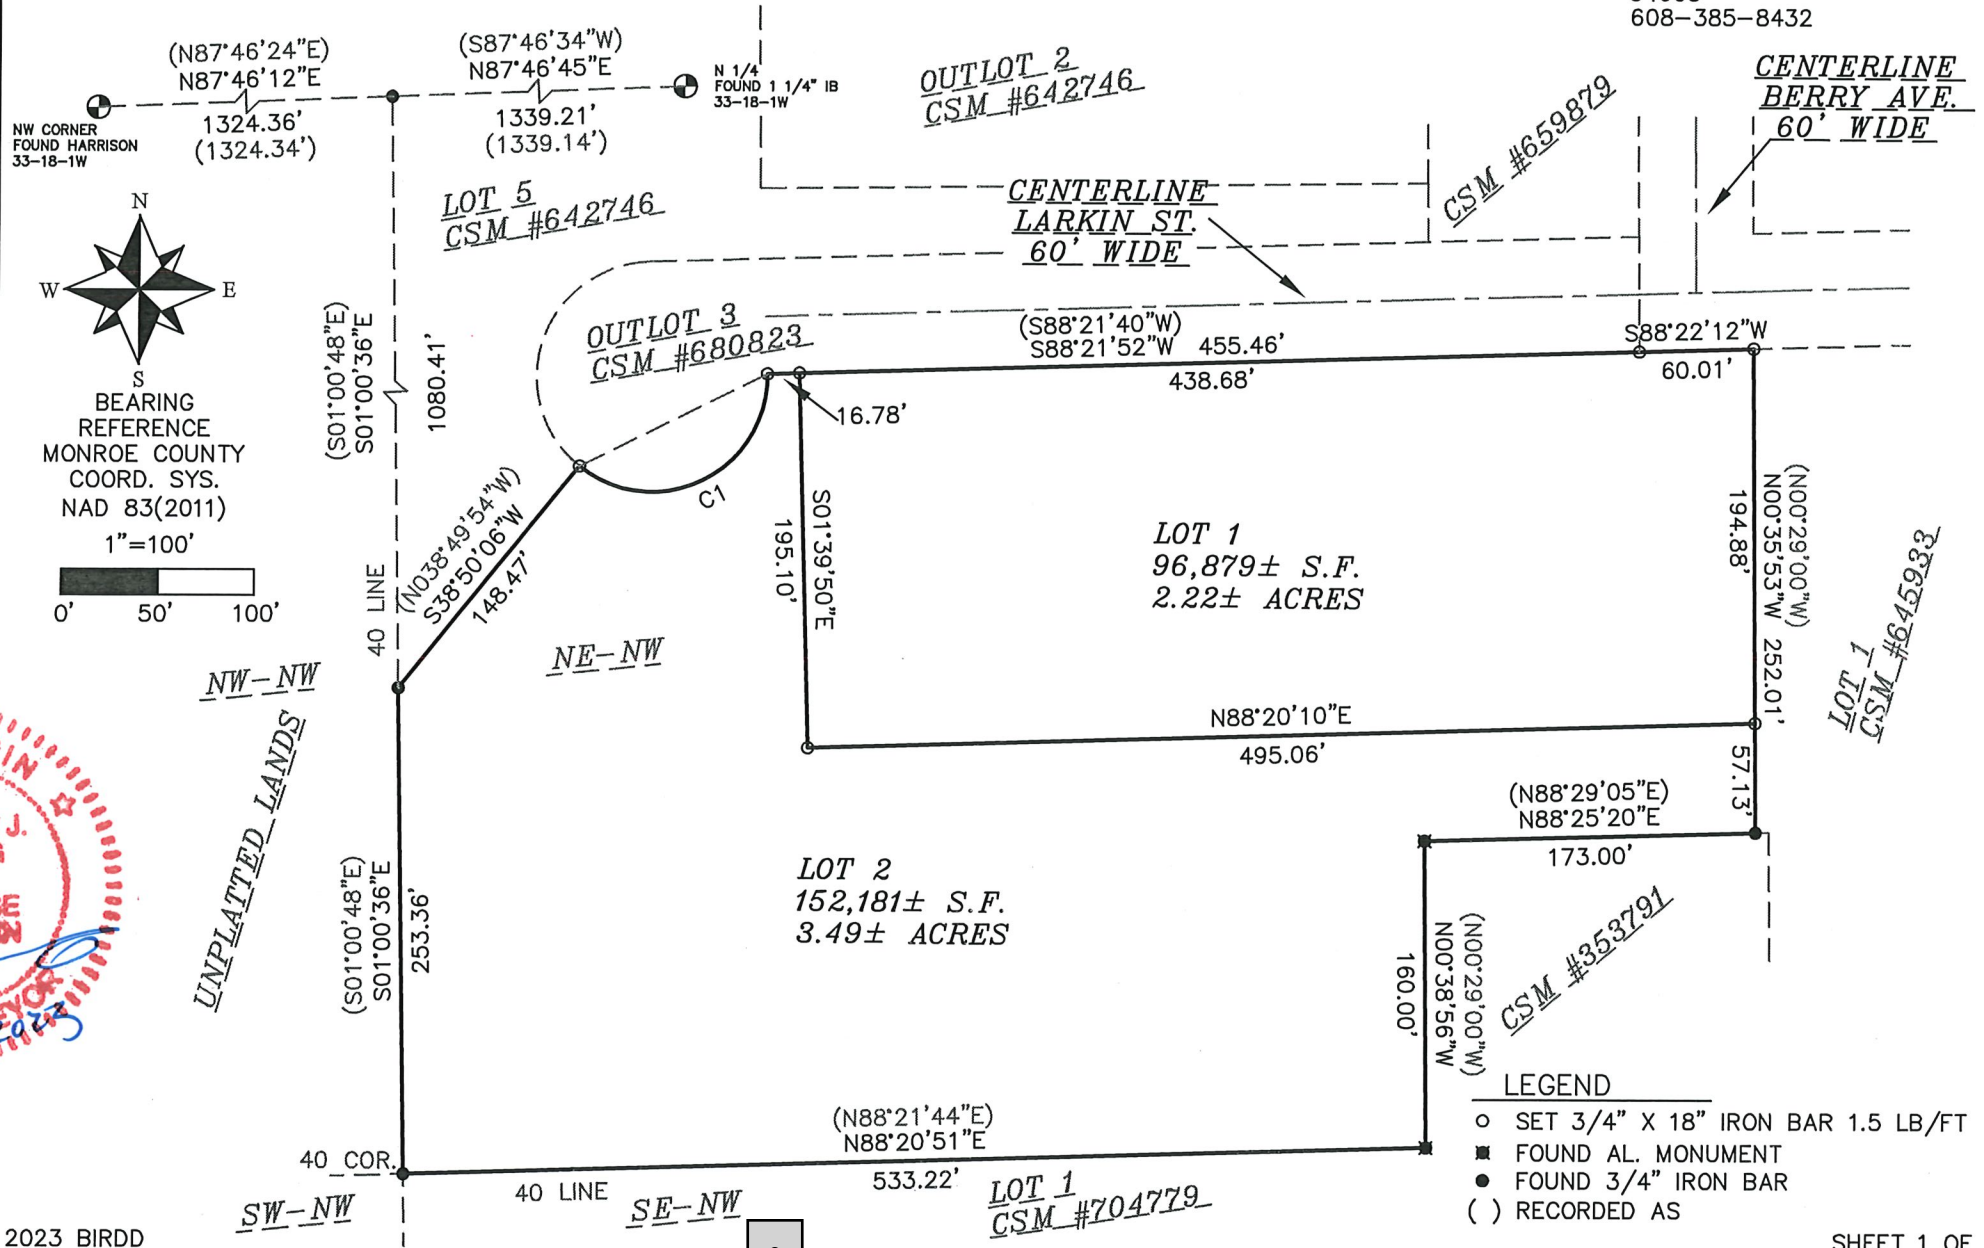 608-385-8432
(N87°46'24"E)
N87°46'12"E
1324.36'
(1324.34')
(S87°46'34"W)
N87°46'45"E
1339.21'
(1339.14')
NW CORNER
FOUND HARRISON
33-18-1W
N 1/4
FOUND 1 1/4" IB
33-18-1W
OUTLOT 2
CSM #642746
CSM #659879
CENTERLINE
BERRY AVE.
60' WIDE
LOT 5
CSM #642746
CENTERLINE
LARKIN ST.
60' WIDE
N
W
E
S
BEARING
REFERENCE
MONROE COUNTY
COORD. SYS.
NAD 83(2011)
1"=100'
0' 50' 100'
(S01°00'48"E)
S01°00'36"E
1080.41'
40 LINE
OUTLOT 3
CSM #680823
(S88°21'40"W)
S88°21'52"W 455.46'
438.68'
S88°22'12"W
60.01'
16.78'
C1
(N038°49'54"W)
S38°50'06"W
148.47'
S01°39'50"E
195.10'
LOT 1
96,879± S.F.
2.22± ACRES
194.88'
(N00°29'00"W)
N00°35'53"W 252.01'
LOT 1
CSM #645933
NW-NW
NE-NW
N88°20'10"E
495.06'
57.13'
(N88°29'05"E)
N88°25'20"E
173.00'
UNPLATTED LANDS
(S01°00'48"E)
S01°00'36"E
253.36'
LOT 2
152,181± S.F.
3.49± ACRES
160.00'
(N00°29'00"W)
N00°38'56"W
CSM #353791
IN
J.
E
N
EYOR
2023
LEGEND
SET 3/4" X 18" IRON BAR 1.5 LB/FT
FOUND AL. MONUMENT
FOUND 3/4" IRON BAR
( ) RECORDED AS
(N88°21'44"E)
N88°20'51"E
533.22'
40 COR.
40 LINE
SW-NW
SE-NW
LOT 1
CSM #704779
2023 BIRDD
SHEET 1 OF